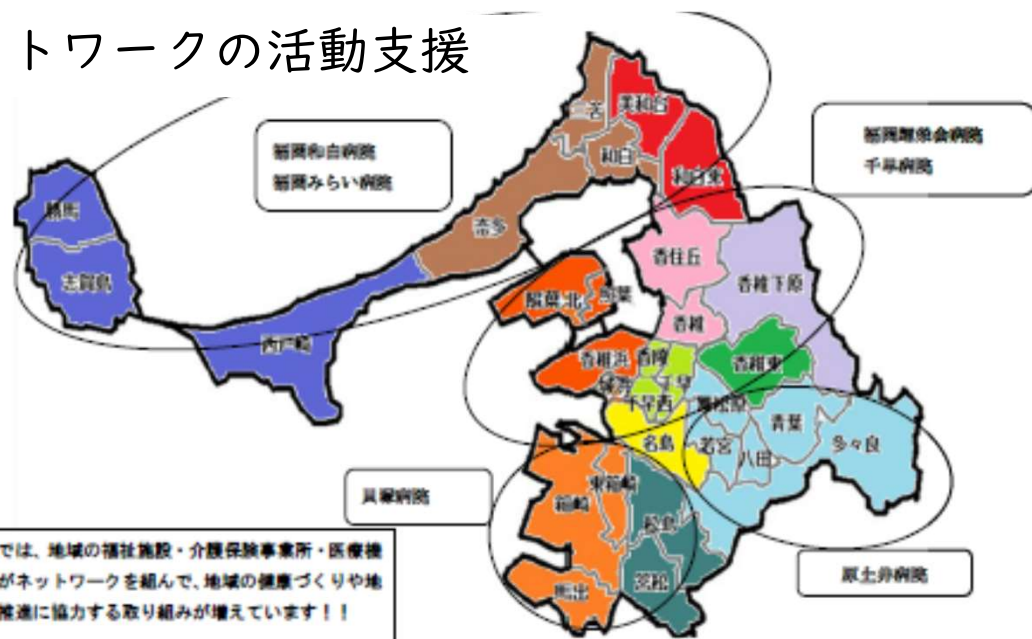 トワークの活動支援
三苫
美和台
和白
和白東
福岡和白病院
福岡みらい病院
福岡輝栄会病院
千早病院
勝馬
志賀島
奈多
西戸崎
香住丘
香椎下原
照葉北
照葉
香椎
香椎浜
香陵
城浜
千早
千早西
香椎東
舞松原
青葉
名島
若宮
八田
多々良
貝塚病院
東箱崎
箱崎
松島
馬出
筥松
原土井病院
では、地域の福祉施設・介護保険事業所・医療機
がネットワークを組んで、地域の健康づくりや地
推進に協力する取り組みが増えています！！